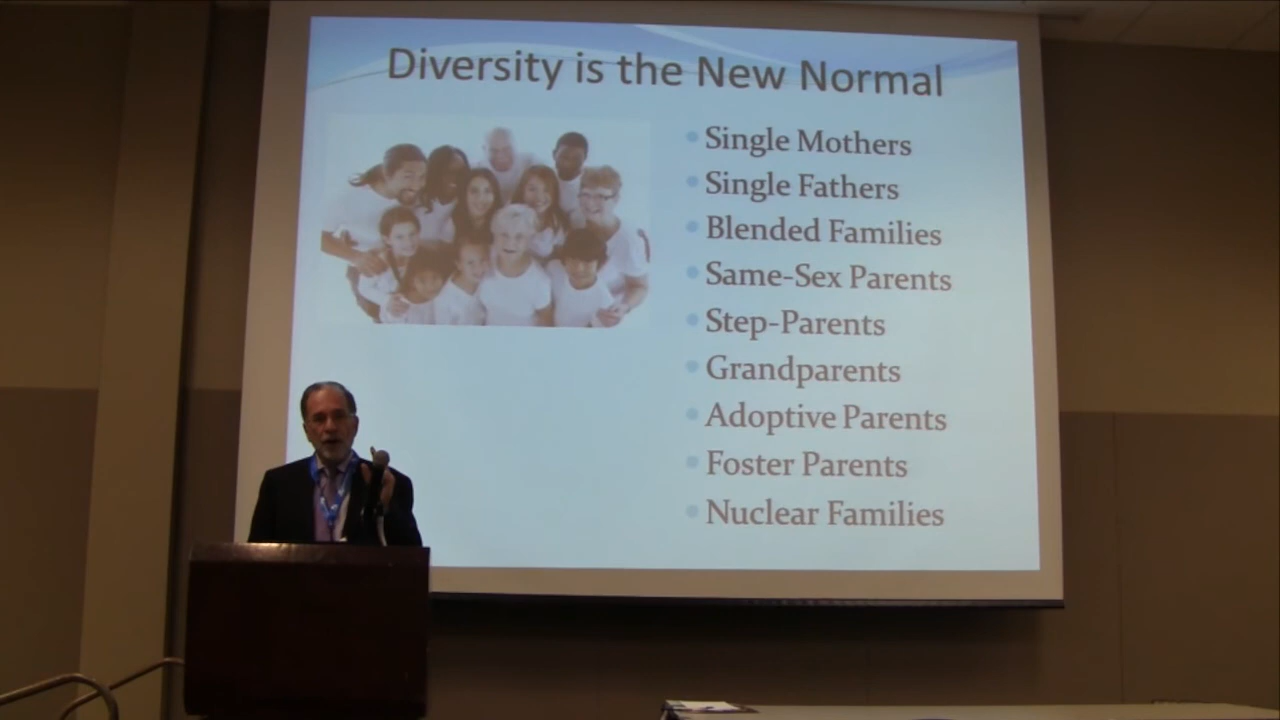 Diversity is the New Normal
Single Mothers
Single Fathers
Blended Families
Same-Sex Parents
Step-Parents
Grandparents
Adoptive Parents
Foster Parents
Nuclear Families